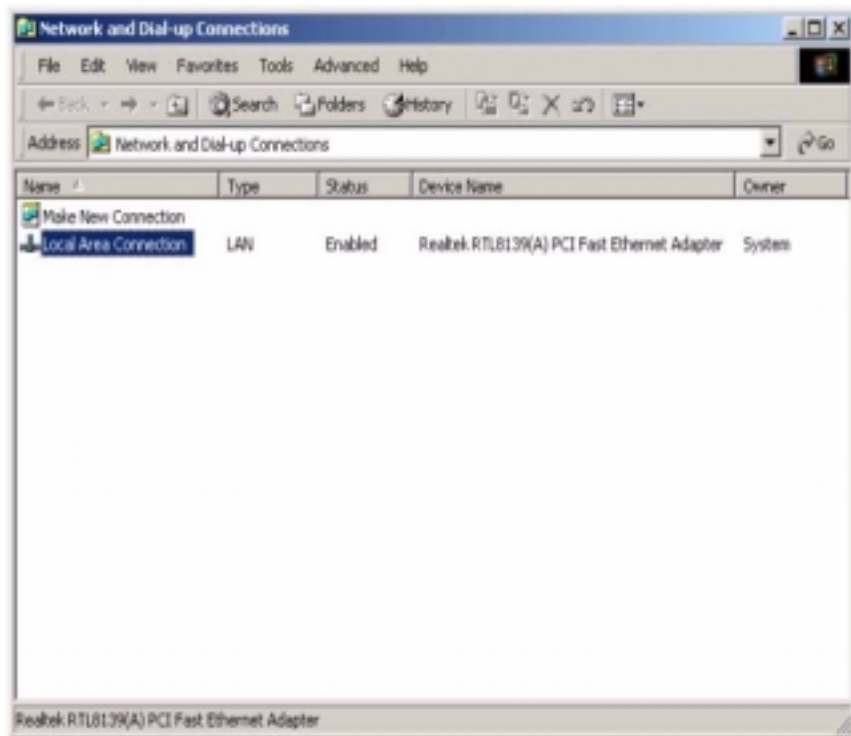 Network and Dial-up Connections
File Edit View Favorites Tools Advanced Help
Back Search Folders History
Address Network and Dial-up Connections Go
Name Type Status Device Name Owner
Make New Connection
Local Area Connection LAN Enabled Realtek RTL8139(A) PCI Fast Ethernet Adapter System
Realtek RTL8139(A) PCI Fast Ethernet Adapter